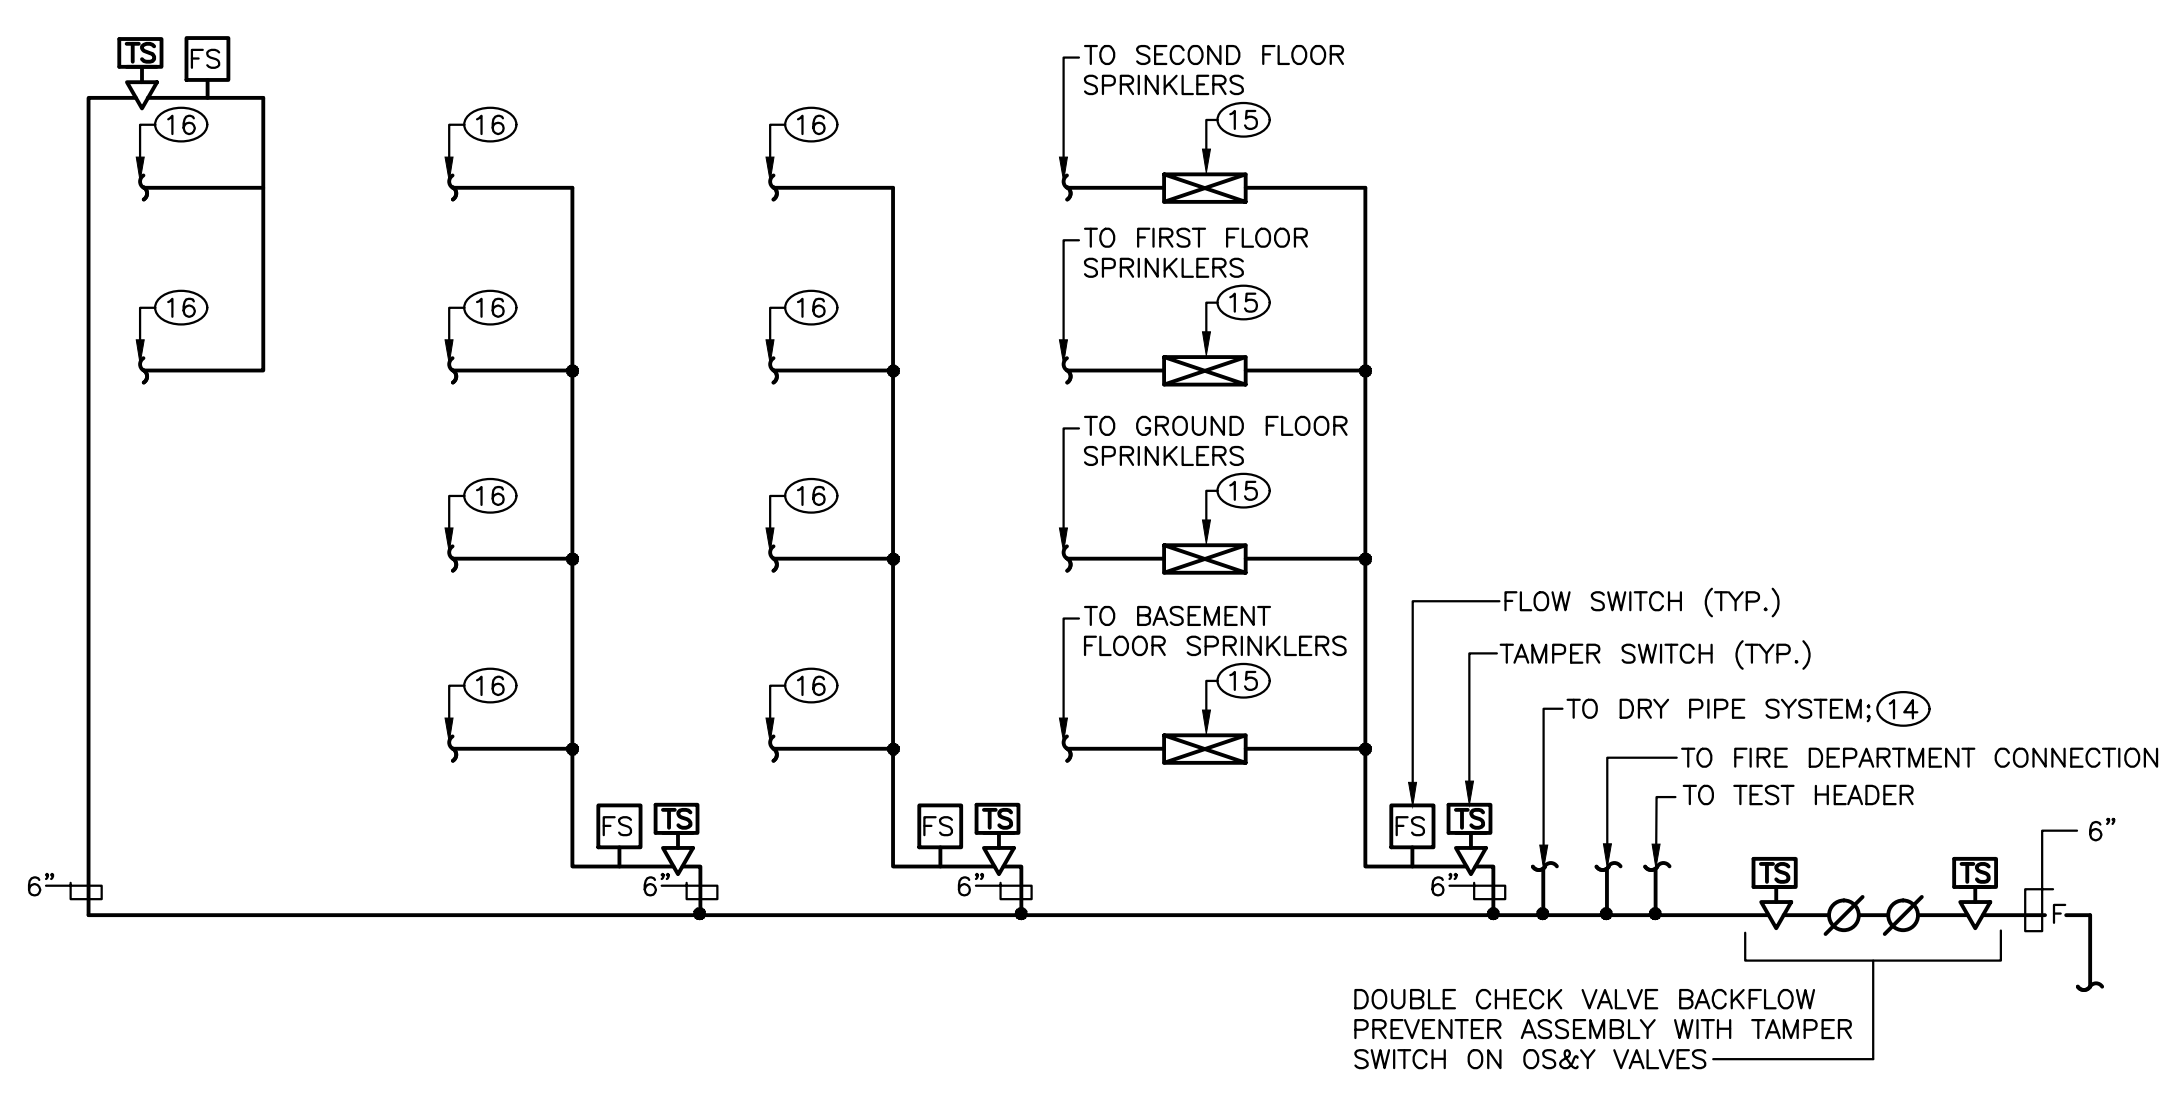 TS
FS
TO SECOND FLOOR
SPRINKLERS
16
16
16
15
TO FIRST FLOOR
SPRINKLERS
16
16
16
15
TO GROUND FLOOR
SPRINKLERS
16
16
15
TO BASEMENT
FLOOR SPRINKLERS
16
16
15
FLOW SWITCH (TYP.)
TAMPER SWITCH (TYP.)
TO DRY PIPE SYSTEM; 14
TO FIRE DEPARTMENT CONNECTION
TO TEST HEADER
FS
TS
FS
TS
FS
TS
6"
6"
6"
6"
6"
TS
TS
F
DOUBLE CHECK VALVE BACKFLOW
PREVENTER ASSEMBLY WITH TAMPER
SWITCH ON OS&Y VALVES